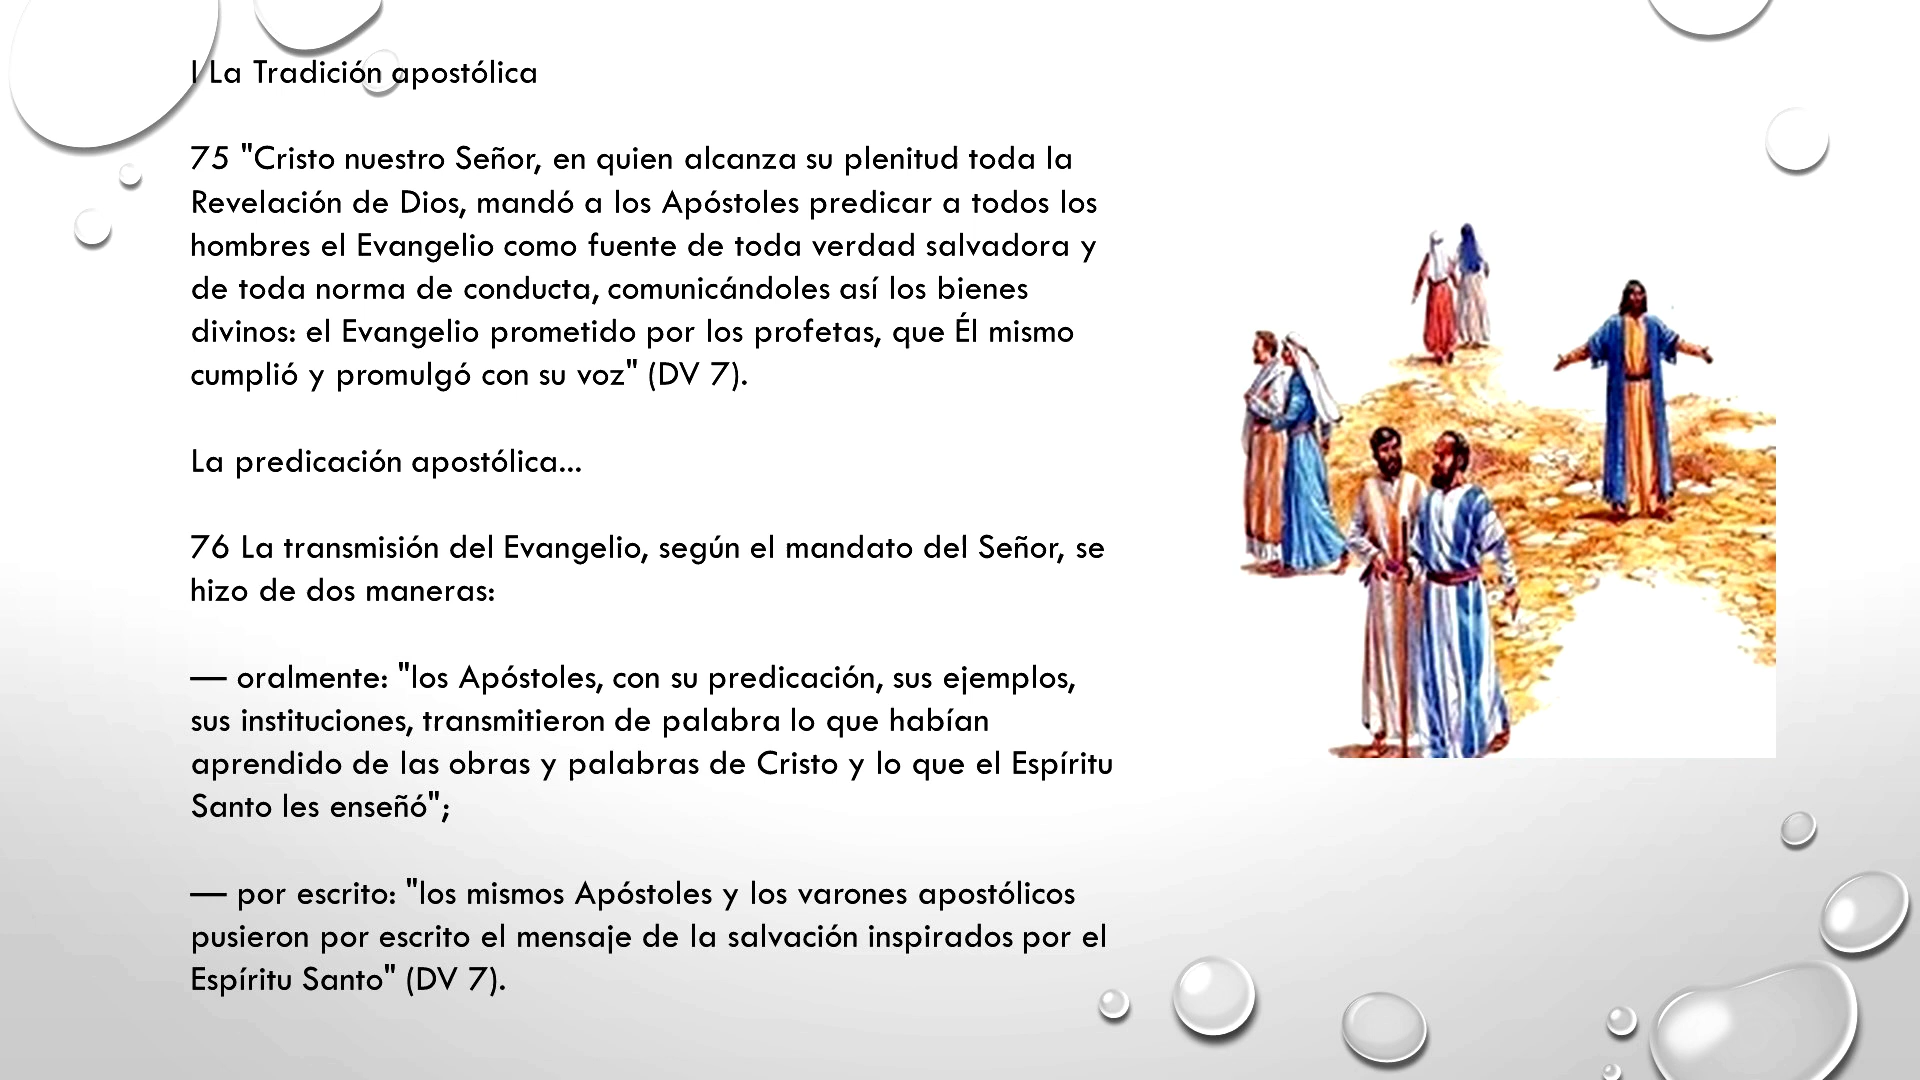 I La Tradición apostólica
75 "Cristo nuestro Señor, en quien alcanza su plenitud toda la
Revelación de Dios, mandó a los Apóstoles predicar a todos los
hombres el Evangelio como fuente de toda verdad salvadora y
de toda norma de conducta, comunicándoles así los bienes
divinos: el Evangelio prometido por los profetas, que Él mismo
cumplió y promulgó con su voz" (DV 7).
La predicación apostólica...
76 La transmisión del Evangelio, según el mandato del Señor, se
hizo de dos maneras:
— oralmente: "los Apóstoles, con su predicación, sus ejemplos,
sus instituciones, transmitieron de palabra lo que habían
aprendido de las obras y palabras de Cristo y lo que el Espíritu
Santo les enseñó";
— por escrito: "los mismos Apóstoles y los varones apostólicos
pusieron por escrito el mensaje de la salvación inspirados por el
Espíritu Santo" (DV 7).